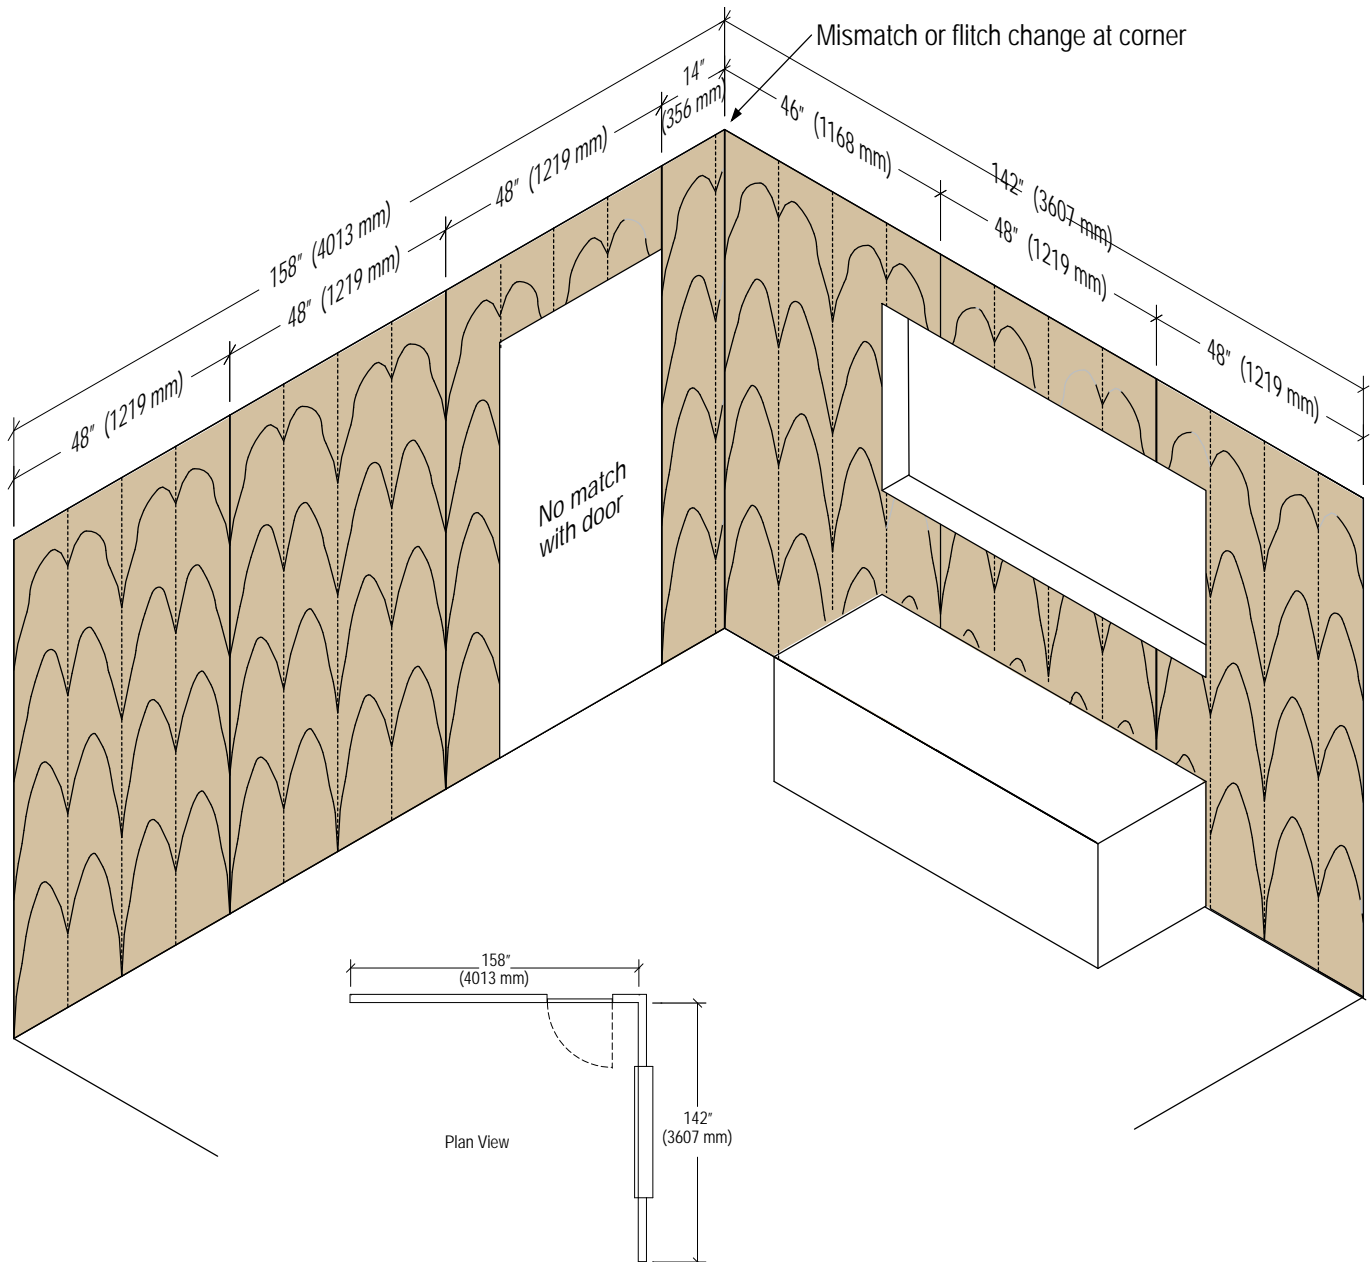 Mismatch or flitch change at corner
14"
(356 mm)
46" (1168 mm)
48" (1219 mm)
142" (3607 mm)
158" (4013 mm)
48" (1219 mm)
48" (1219 mm)
48" (1219 mm)
48" (1219 mm)
No match
with door
158"
(4013 mm)
142"
(3607 mm)
Plan View